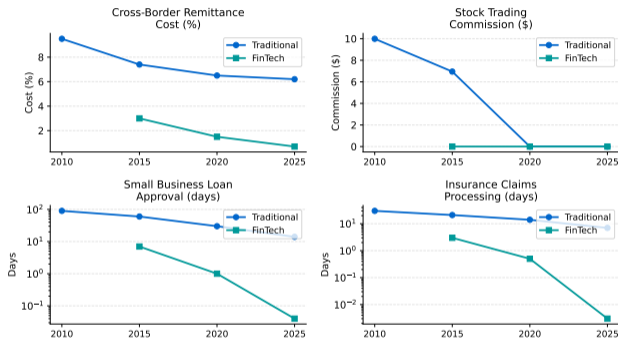 Cross-Border Remittance
Cost (%)
Cost (%)
8
6
4
2
Traditional
FinTech
2010 2015 2020 2025
Stock Trading
Commission ($)
Commission ($)
10
8
6
4
2
0
Traditional
FinTech
2010 2015 2020 2025
Small Business Loan
Approval (days)
Days
10²
10¹
10⁰
10⁻¹
Traditional
FinTech
2010 2015 2020 2025
Insurance Claims
Processing (days)
Days
10¹
10⁰
10⁻¹
10⁻²
Traditional
FinTech
2010 2015 2020 2025